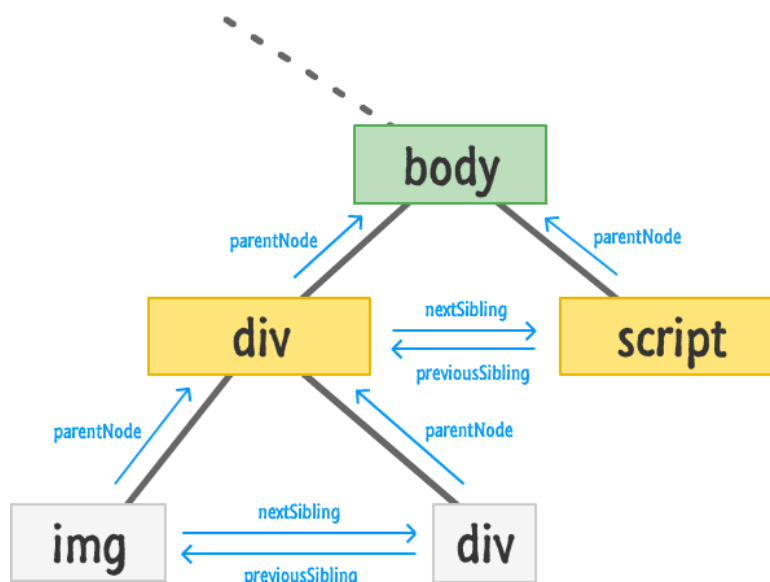 body
parentNode
parentNode
nextSibling
div
script
previousSibling
parentNode
parentNode
nextSibling
img
div
previousSibling